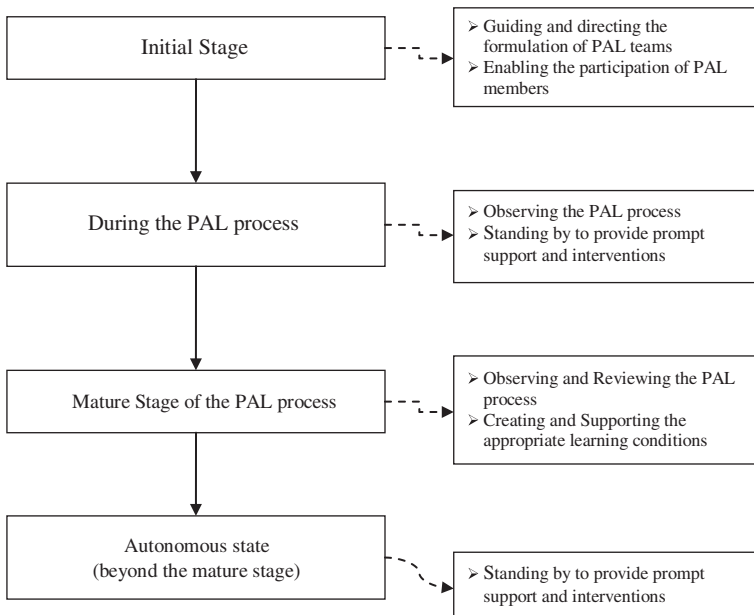 Initial Stage
➢ Guiding and directing the
formulation of PAL teams
➢ Enabling the participation of PAL
members
During the PAL process
➢ Observing the PAL process
➢ Standing by to provide prompt
support and interventions
Mature Stage of the PAL process
➢ Observing and Reviewing the PAL
process
➢ Creating and Supporting the
appropriate learning conditions
Autonomous state
(beyond the mature stage)
➢ Standing by to provide prompt
support and interventions